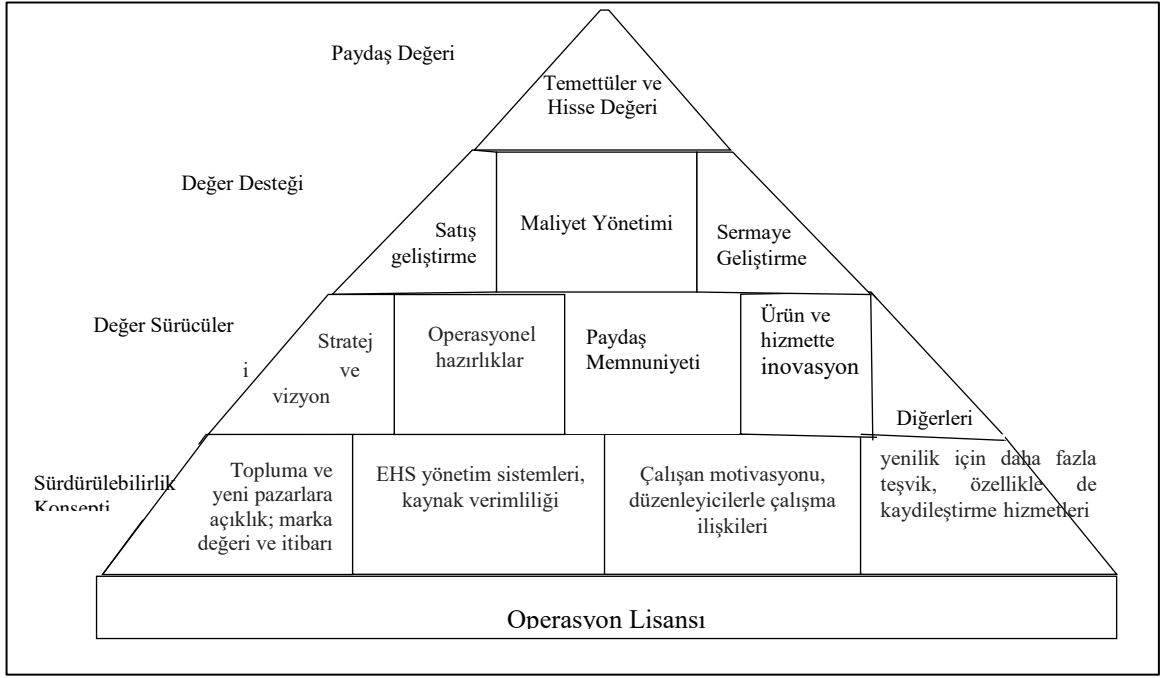 Paydaş Değeri
Temettüler ve
Hisse Değeri
Değer Desteği
Satış
geliştirme
Maliyet Yönetimi
Sermaye
Geliştirme
Değer Sürücüler
Stratej
i ve
vizyon
Operasyonel
hazırlıklar
Paydaş
Memnuniyeti
Ürün ve
hizmette
inovasyon
Diğerleri
Sürdürülebilirlik
Konsepti
Topluma ve
yeni pazarlara
açıklık; marka
değeri ve itibarı
EHS yönetim sistemleri,
kaynak verimliliği
Çalışan motivasyonu,
düzenleyicilerle çalışma
ilişkileri
yenilik için daha fazla
teşvik, özellikle de
kaydileştirme hizmetleri
Operasyon Lisansı